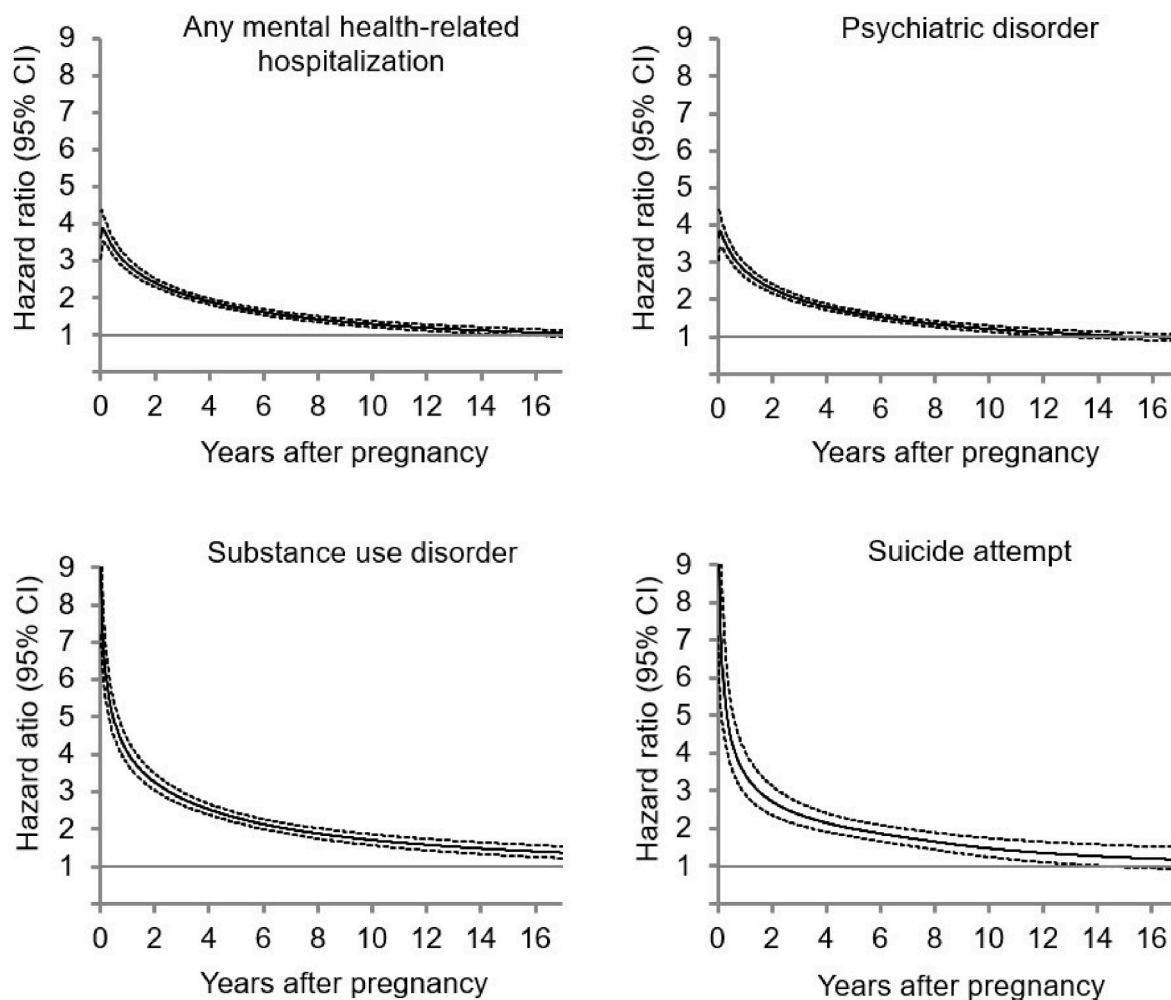 Any mental health-related
hospitalization
Hazard ratio (95% CI)
9
8
7
6
5
4
3
2
1
0 2 4 6 8 10 12 14 16
Years after pregnancy
Psychiatric disorder
Hazard ratio (95% CI)
9
8
7
6
5
4
3
2
1
0 2 4 6 8 10 12 14 16
Years after pregnancy
Substance use disorder
Hazard atio (95% CI)
9
8
7
6
5
4
3
2
1
0 2 4 6 8 10 12 14 16
Years after pregnancy
Suicide attempt
Hazard ratio (95% CI)
9
8
7
6
5
4
3
2
1
0 2 4 6 8 10 12 14 16
Years after pregnancy